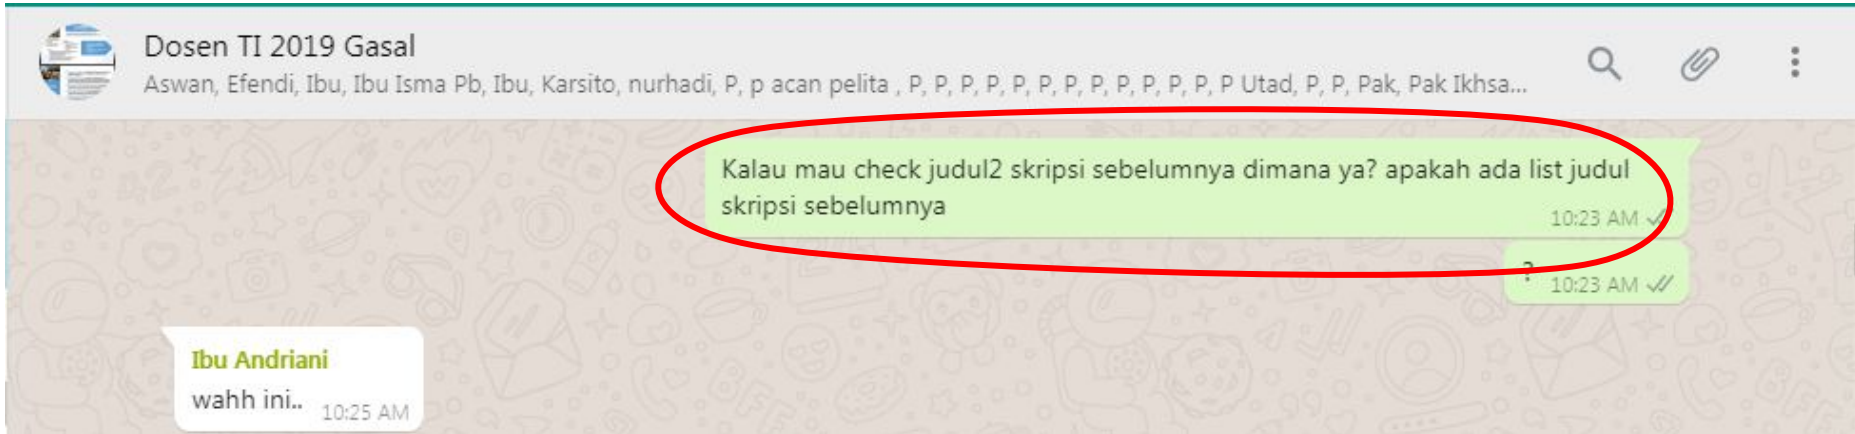 Dosen TI 2019 Gasal
Aswan, Efendi, Ibu, Ibu Isma Pb, Ibu, Karsito, nurhadi, P, p acan pelita , P, P, P, P, P, P, P, P, P, P, P, P, P Utad, P, P, Pak, Pak Ikhsa...
Kalau mau check judul2 skripsi sebelumnya dimana ya? apakah ada list judul
skripsi sebelumnya
10:23 AM
?
10:23 AM
Ibu Andriani
wahh ini..
10:25 AM